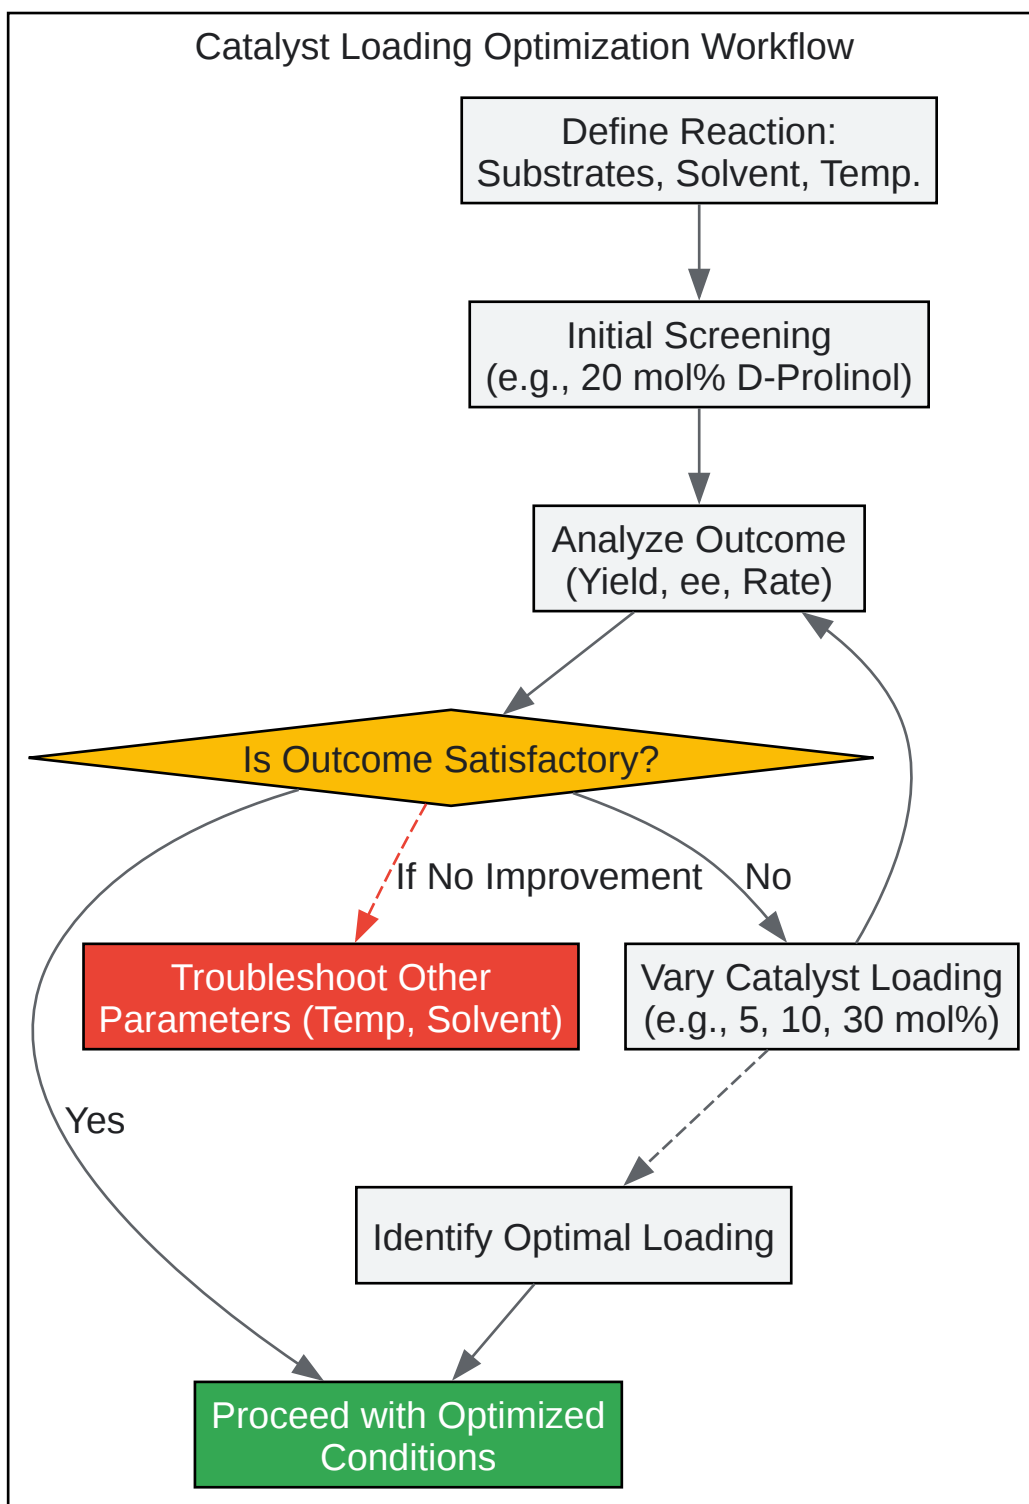 Catalyst Loading Optimization Workflow
Define Reaction:
Substrates, Solvent, Temp.
Initial Screening
(e.g., 20 mol% D-Prolinol)
Analyze Outcome
(Yield, ee, Rate)
Is Outcome Satisfactory?
If No Improvement
No
Troubleshoot Other
Parameters (Temp, Solvent)
Vary Catalyst Loading
(e.g., 5, 10, 30 mol%)
Yes
Identify Optimal Loading
Proceed with Optimized
Conditions